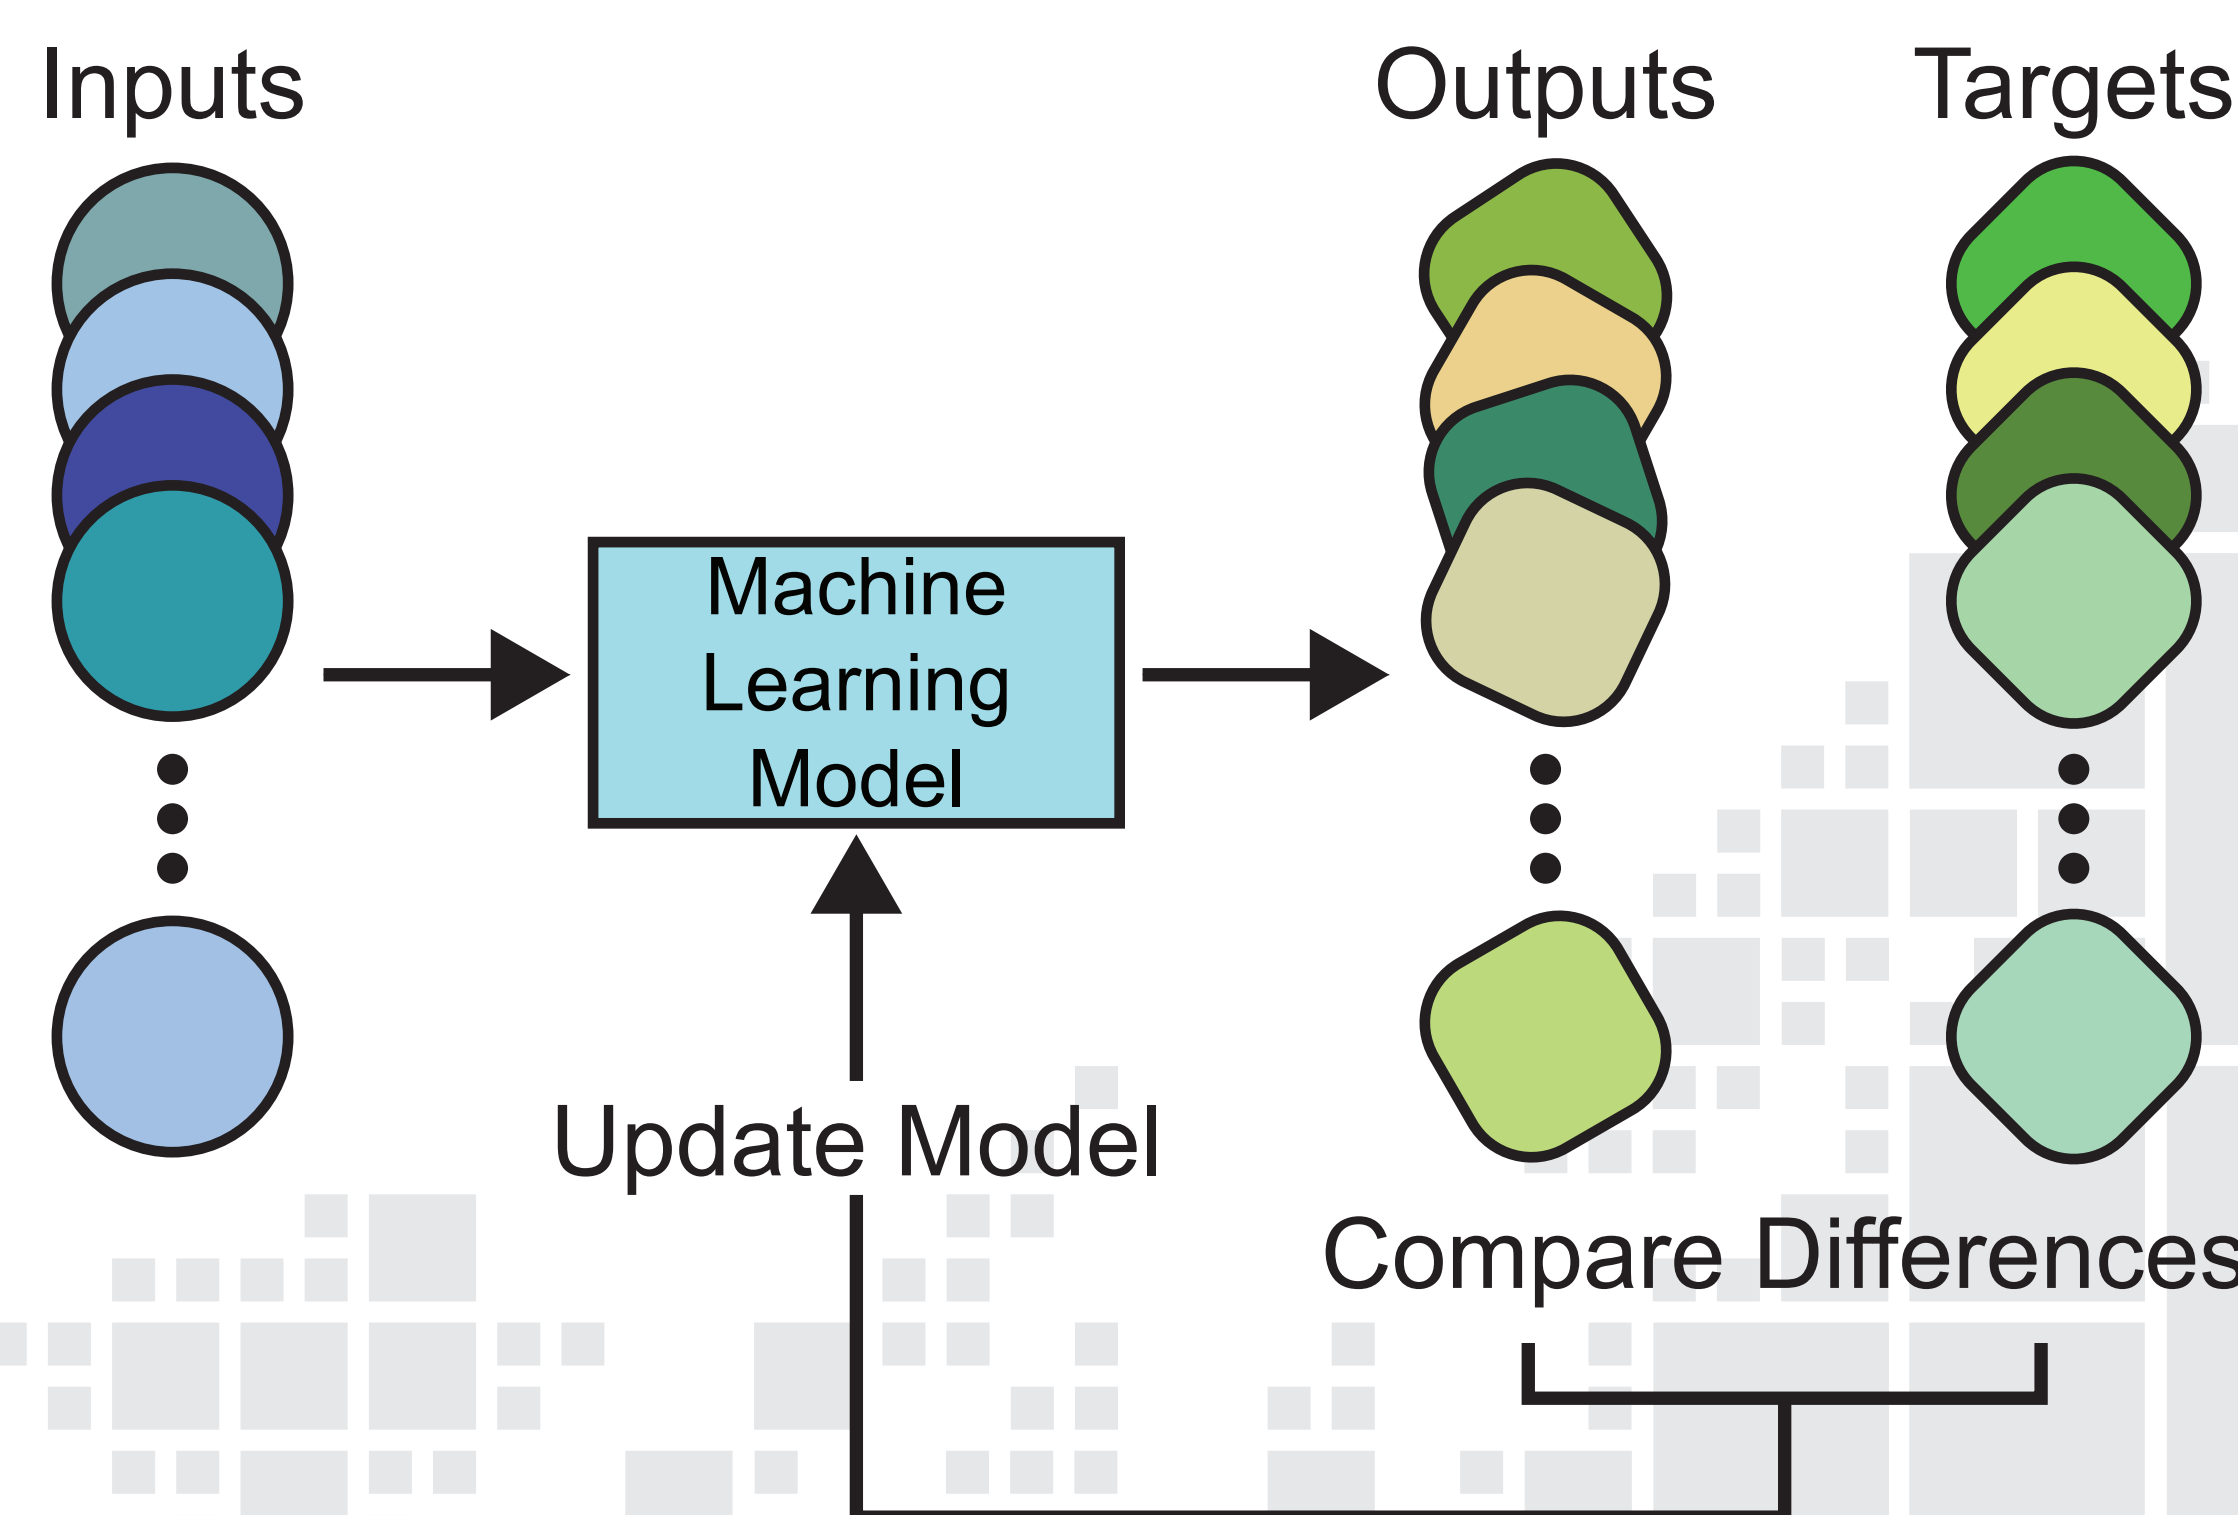 Inputs
Outputs
Targets
Machine
Learning
Model
Update Model
Compare Differences